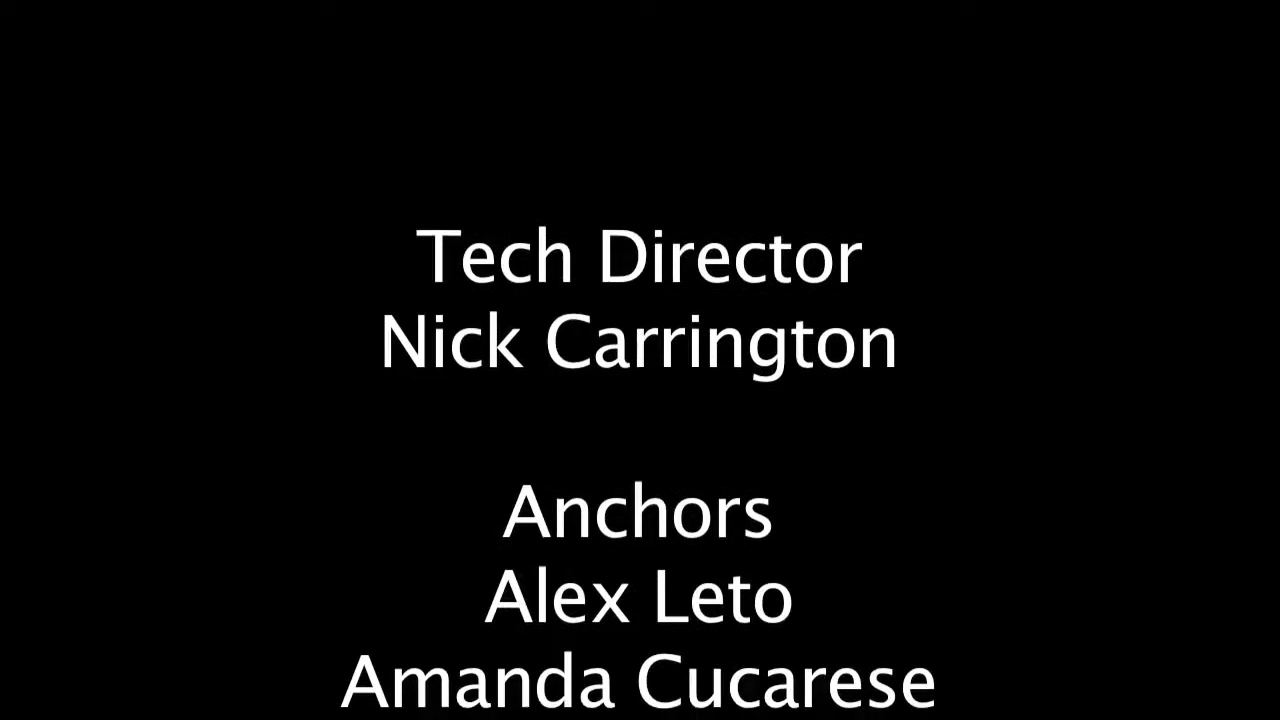 Tech Director
Nick Carrington
Anchors
Alex Leto
Amanda Cucarese